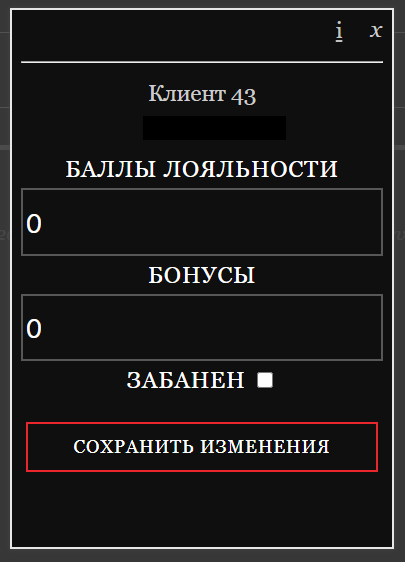 i x
Клиент 43
БАЛЛЫ ЛОЯЛЬНОСТИ
0
БОНУСЫ
0
ЗАБАНЕН
СОХРАНИТЬ ИЗМЕНЕНИЯ